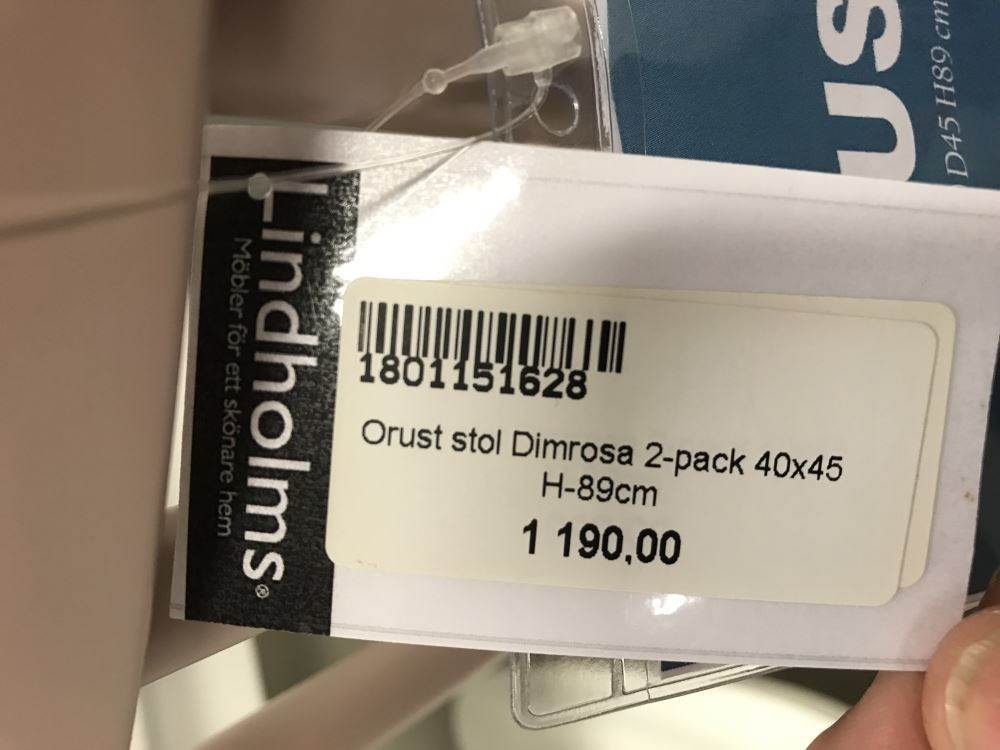 us
D45 H89 cm
Lindholms®
Möbler för ett skönare hem
1801151628
Orust stol Dimrosa 2-pack 40x45
H-89cm
1 190,00